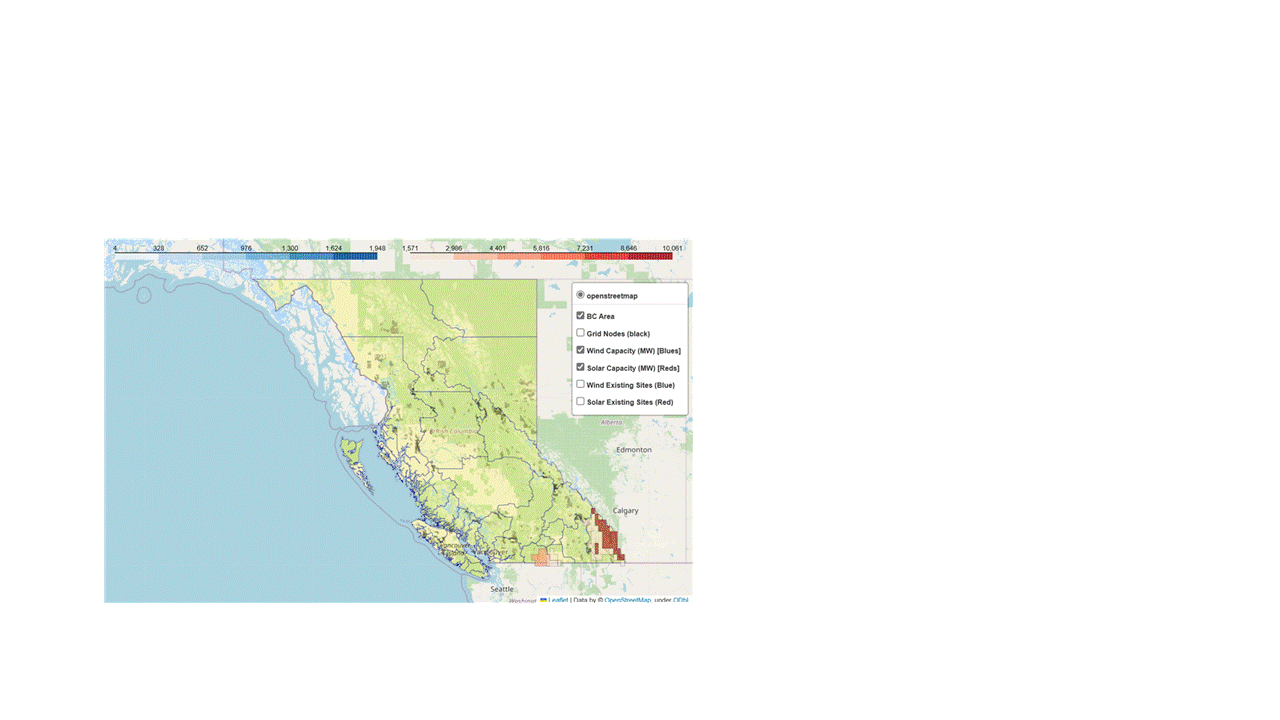 4 328 652 976 1,300 1,624 1,948 1,571 2,986 4,401 5,816 7,231 8,646 10,061
openstreetmap
BC Area
Grid Nodes (black)
Wind Capacity (MW) [Blues]
Solar Capacity (MW) [Reds]
Wind Existing Sites (Blue)
Solar Existing Sites (Red)
Alberta
British Columbia
Edmonton
Calgary
Vancouver
Seattle
Leaflet | Data by © OpenStreetMap, under ODbL